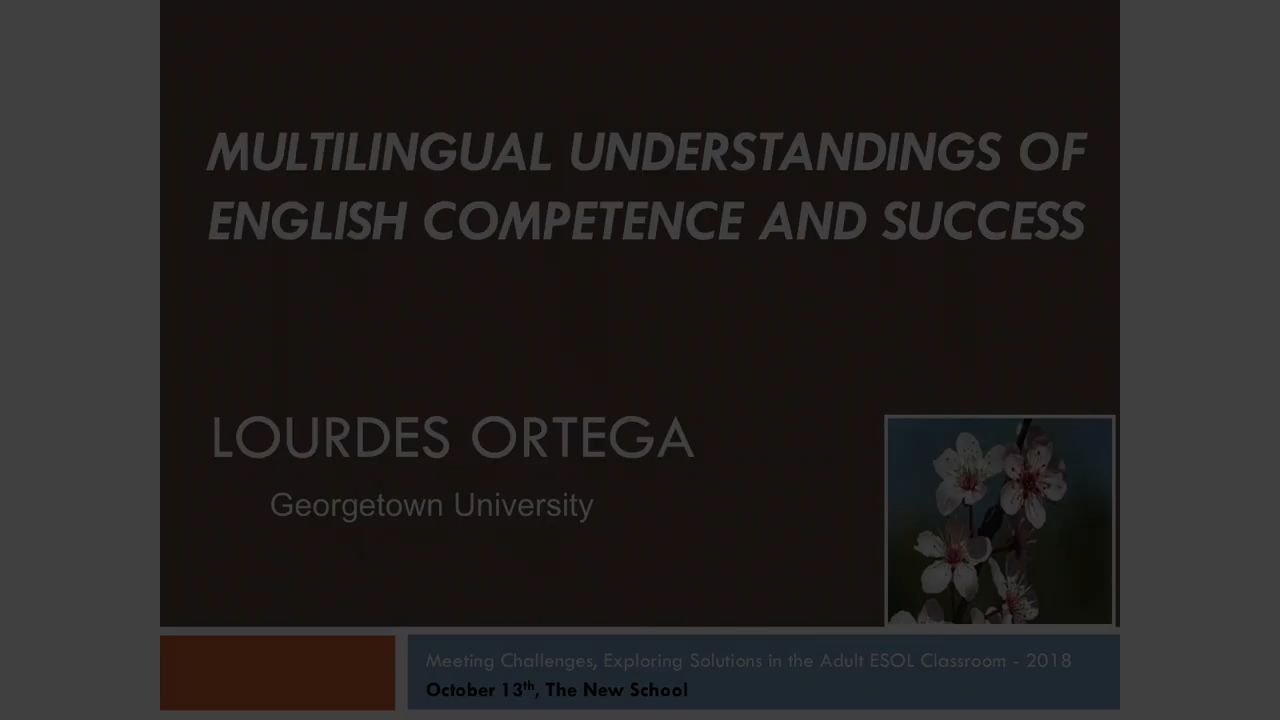 MULTILINGUAL UNDERSTANDINGS OF
ENGLISH COMPETENCE AND SUCCESS
LOURDES ORTEGA
Georgetown University
Meeting Challenges, Exploring Solutions in the Adult ESOL Classroom - 2018
October 13th, The New School